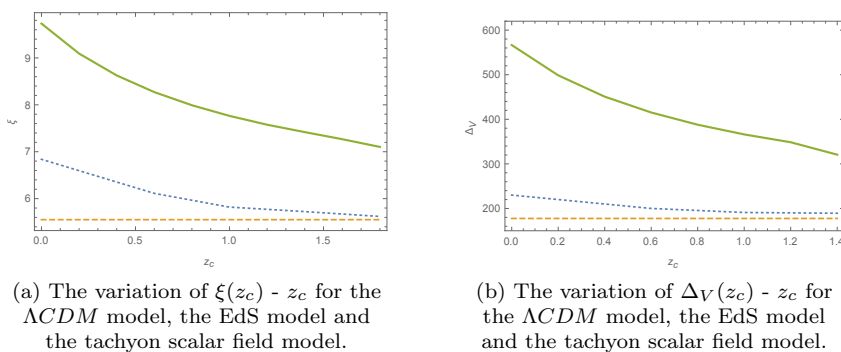 9
8
7
6
ξ
0.0
0.5
1.0
1.5
z_c
600
500
400
300
200
Δ_V
0.0
0.2
0.4
0.6
0.8
1.0
1.2
1.4
z_c
(a) The variation of ξ(z_c) - z_c for the
ΛCDM model, the EdS model and
the tachyon scalar field model.
(b) The variation of Δ_V(z_c) - z_c for
the ΛCDM model, the EdS model
and the tachyon scalar field model.